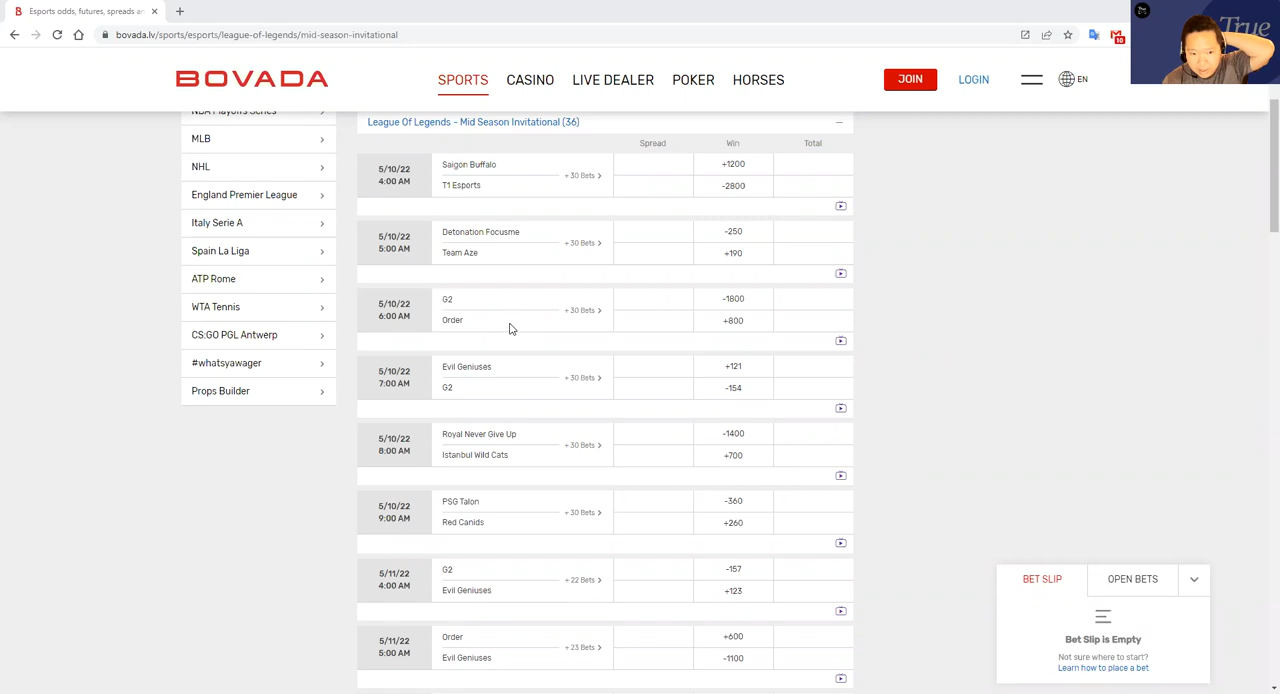 Esports odds, futures, spreads a
bovada.lv/sports/esports/league-of-legends/mid-season-invitational
True
BOVADA
SPORTS CASINO LIVE DEALER POKER HORSES
JOIN LOGIN EN
NBA Playoffs Series
MLB
NHL
England Premier League
Italy Serie A
Spain La Liga
ATP Rome
WTA Tennis
CS:GO PGL Antwerp
#whatsyawager
Props Builder
League Of Legends - Mid Season Invitational (36)
Spread Win Total
5/10/22
4:00 AM
Saigon Buffalo +1200
+30 Bets
T1 Esports -2800
5/10/22
5:00 AM
Detonation Focusme -250
+30 Bets
Team Aze +190
5/10/22
6:00 AM
G2 -1800
+30 Bets
Order +800
5/10/22
7:00 AM
Evil Geniuses +121
+30 Bets
G2 -154
5/10/22
8:00 AM
Royal Never Give Up -1400
+30 Bets
Istanbul Wild Cats +700
5/10/22
9:00 AM
PSG Talon -360
+30 Bets
Red Canids +260
5/11/22
4:00 AM
G2 -157
+22 Bets
Evil Geniuses +123
5/11/22
5:00 AM
Order +600
+23 Bets
Evil Geniuses -1100
BET SLIP OPEN BETS
Bet Slip is Empty
Not sure where to start?
Learn how to place a bet